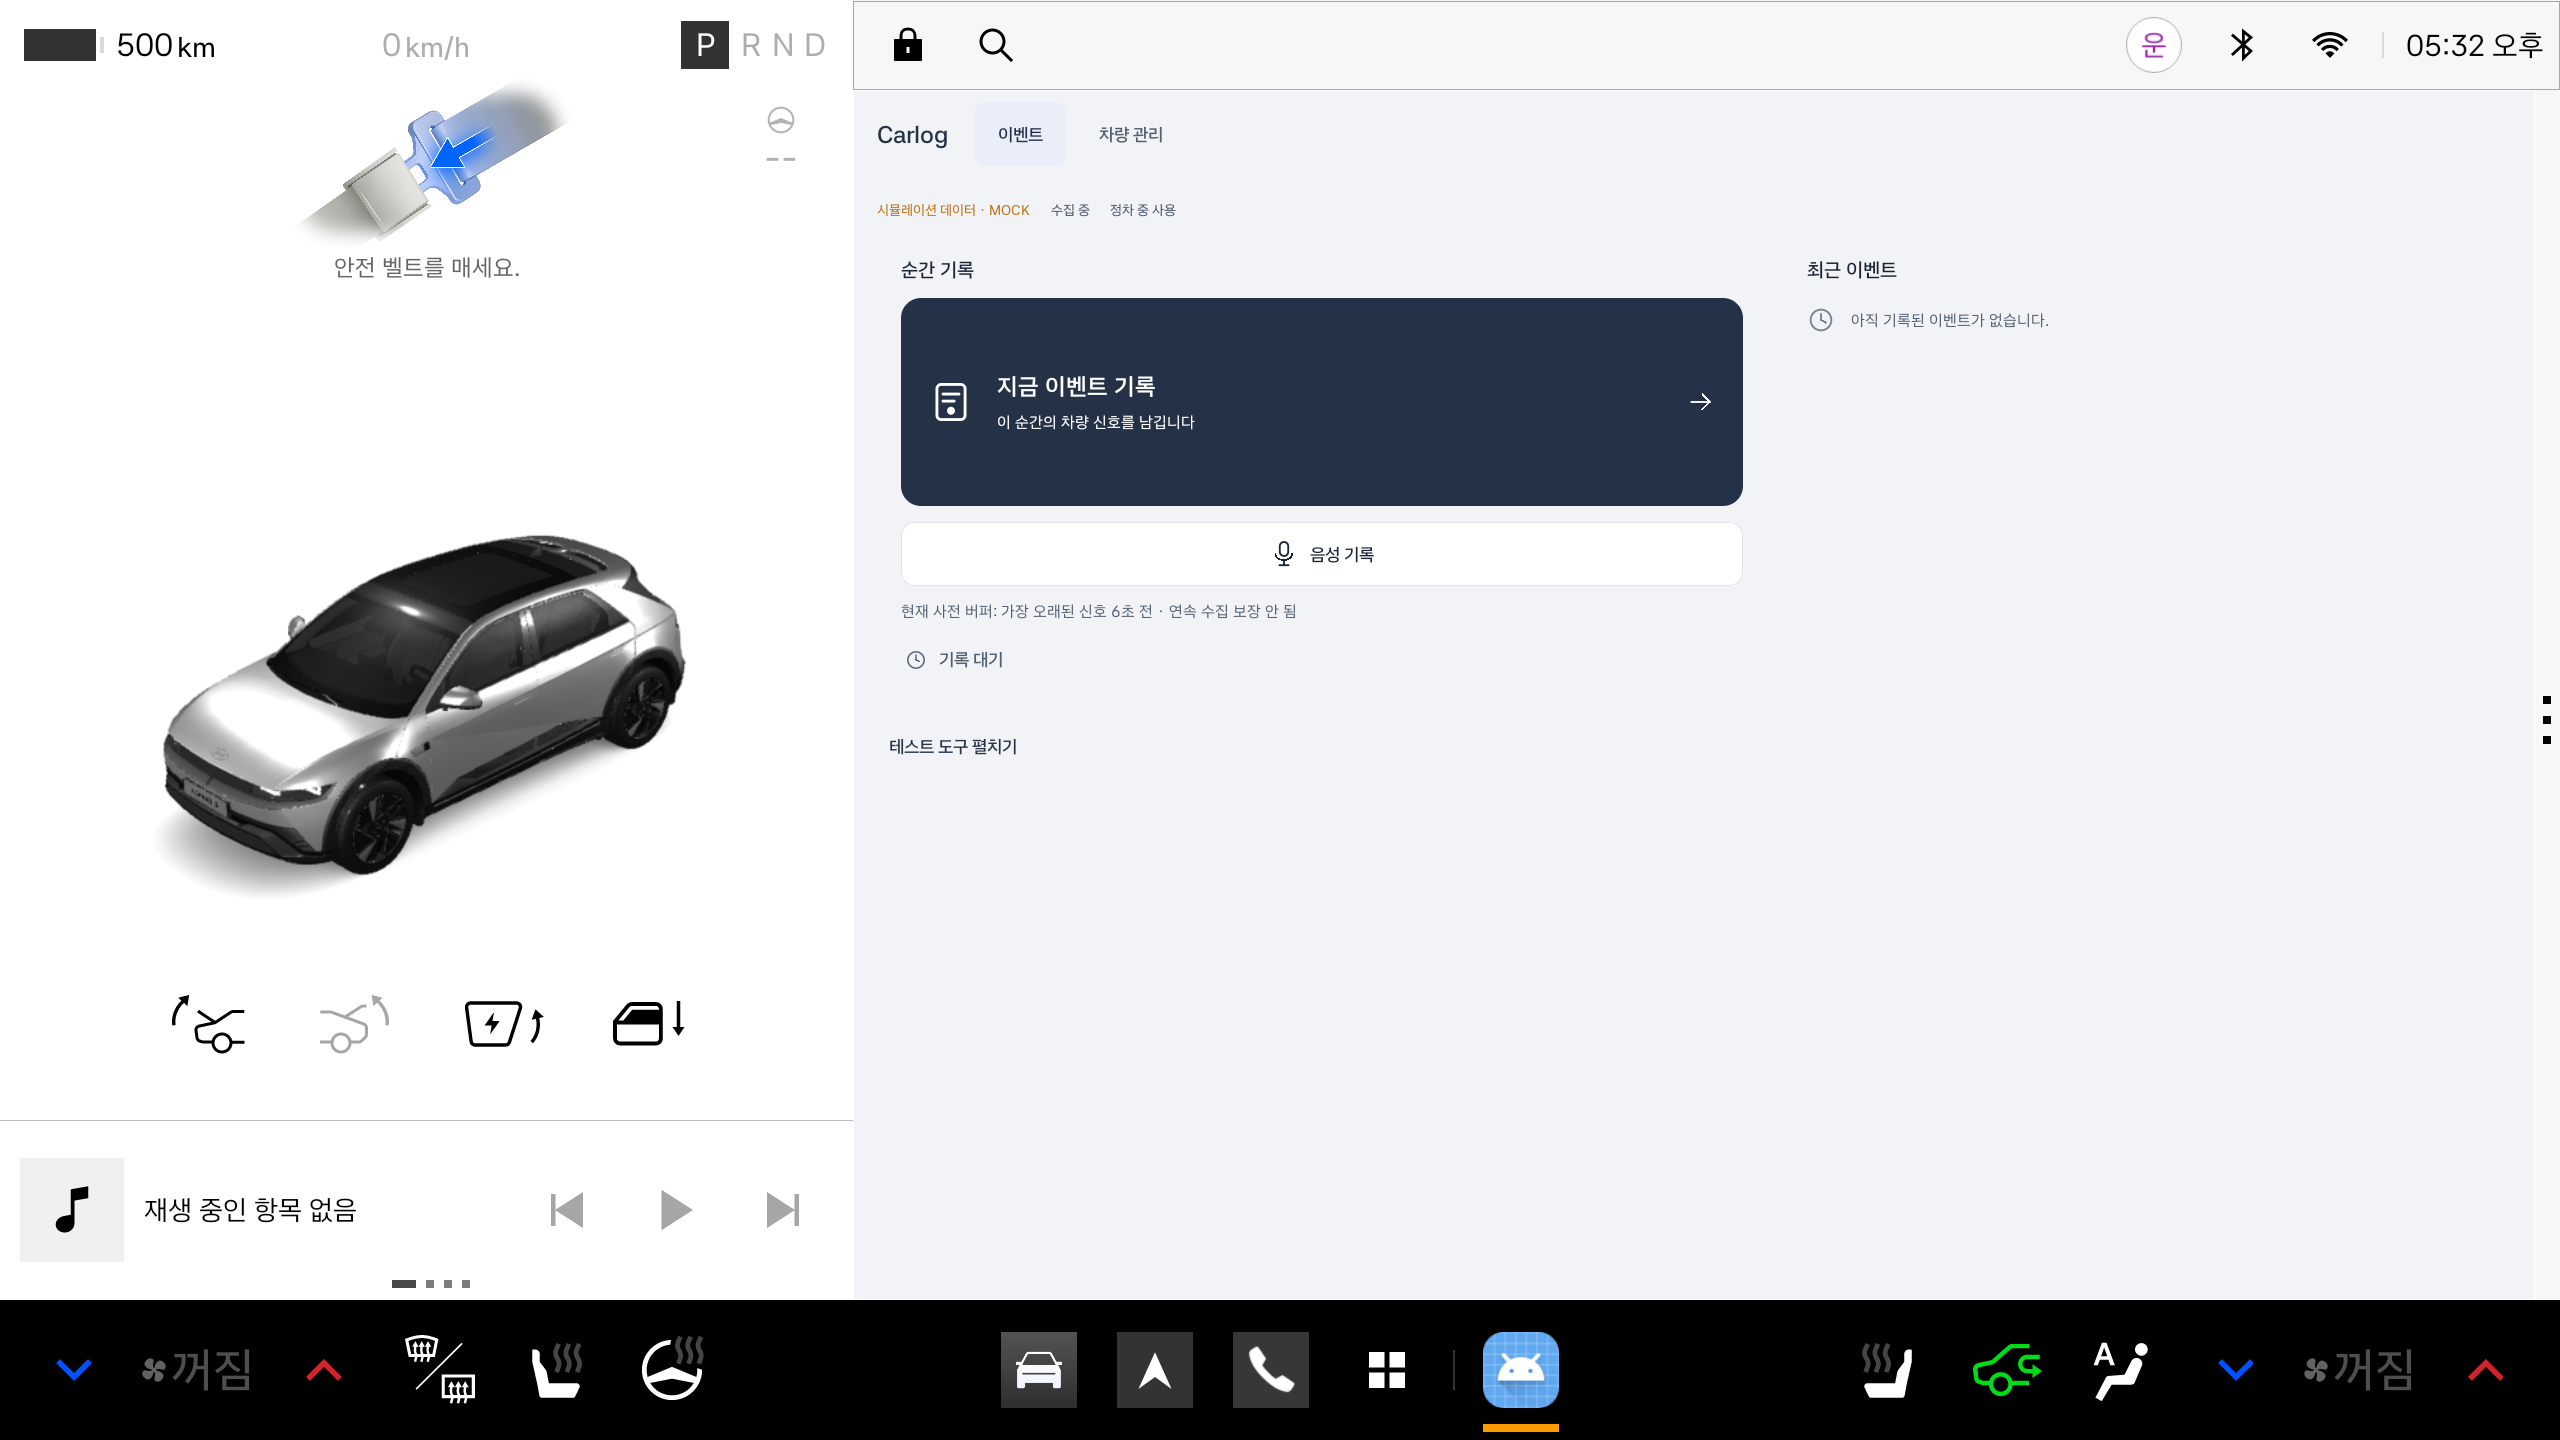 500 km
0 km/h
P R N D
05:32 오후
운
안전 벨트를 매세요.
Carlog
이벤트
차량 관리
시뮬레이션 데이터 · MOCK
수집 중
정차 중 사용
순간 기록
지금 이벤트 기록
이 순간의 차량 신호를 남깁니다
음성 기록
현재 사전 버퍼: 가장 오래된 신호 6초 전 · 연속 수집 보장 안 됨
기록 대기
테스트 도구 펼치기
최근 이벤트
아직 기록된 이벤트가 없습니다.
재생 중인 항목 없음
꺼짐
A
꺼짐